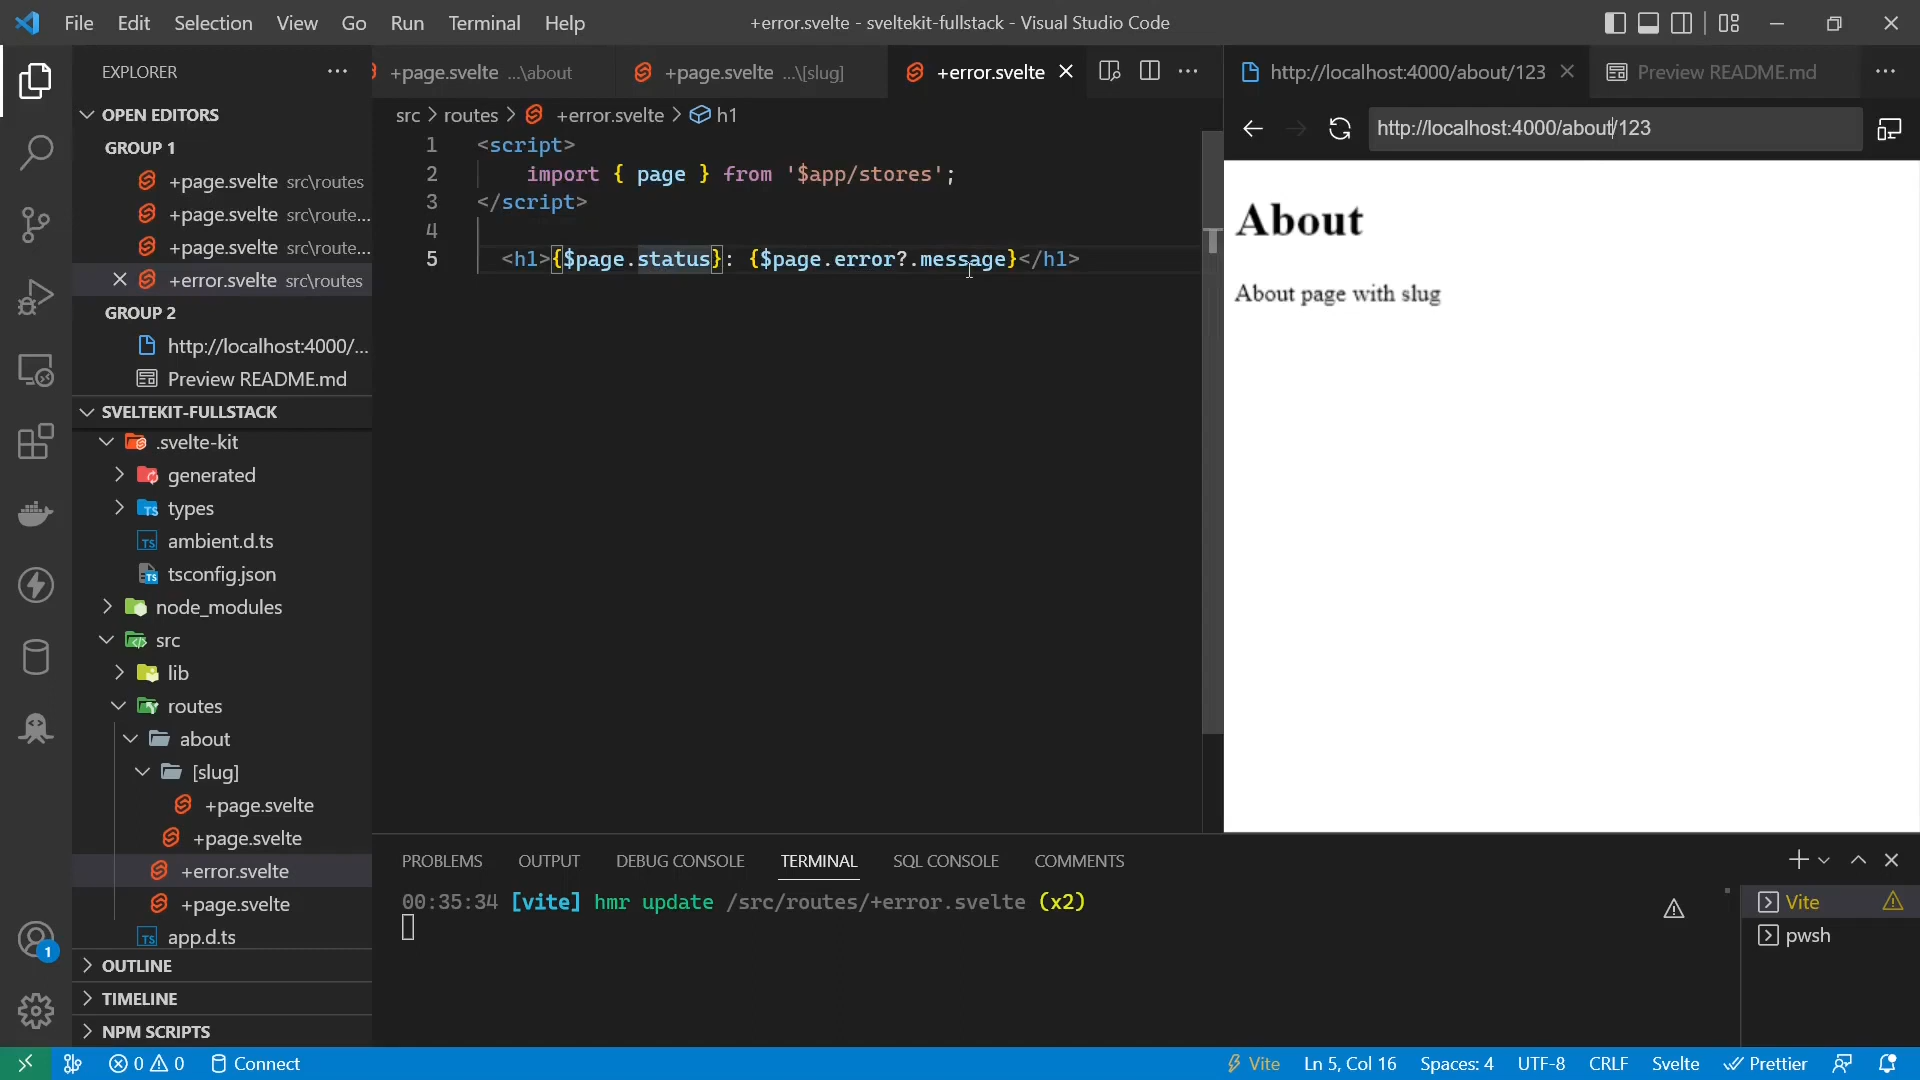 File Edit Selection View Go Run Terminal Help
+error.svelte - sveltekit-fullstack - Visual Studio Code
EXPLORER
OPEN EDITORS
GROUP 1
+page.svelte src\routes
+page.svelte src\route...
+page.svelte src\route...
+error.svelte src\routes
GROUP 2
http://localhost:4000/...
Preview README.md
SVELTEKIT-FULLSTACK
.svelte-kit
generated
types
ambient.d.ts
tsconfig.json
node_modules
src
lib
routes
about
[slug]
+page.svelte
+page.svelte
+error.svelte
+page.svelte
app.d.ts
OUTLINE
TIMELINE
NPM SCRIPTS
+page.svelte ...\about
+page.svelte ...\[slug]
+error.svelte
src > routes > +error.svelte > h1
1 <script>
2 import { page } from '$app/stores';
3 </script>
4
5 <h1>{$page.status}: {$page.error?.message}</h1>
http://localhost:4000/about/123
Preview README.md
http://localhost:4000/about/123
About
About page with slug
PROBLEMS OUTPUT DEBUG CONSOLE TERMINAL SQL CONSOLE COMMENTS
00:35:34 [vite] hmr update /src/routes/+error.svelte (x2)
Vite
pwsh
1
0 0 Connect
Vite Ln 5, Col 16 Spaces: 4 UTF-8 CRLF Svelte Prettier